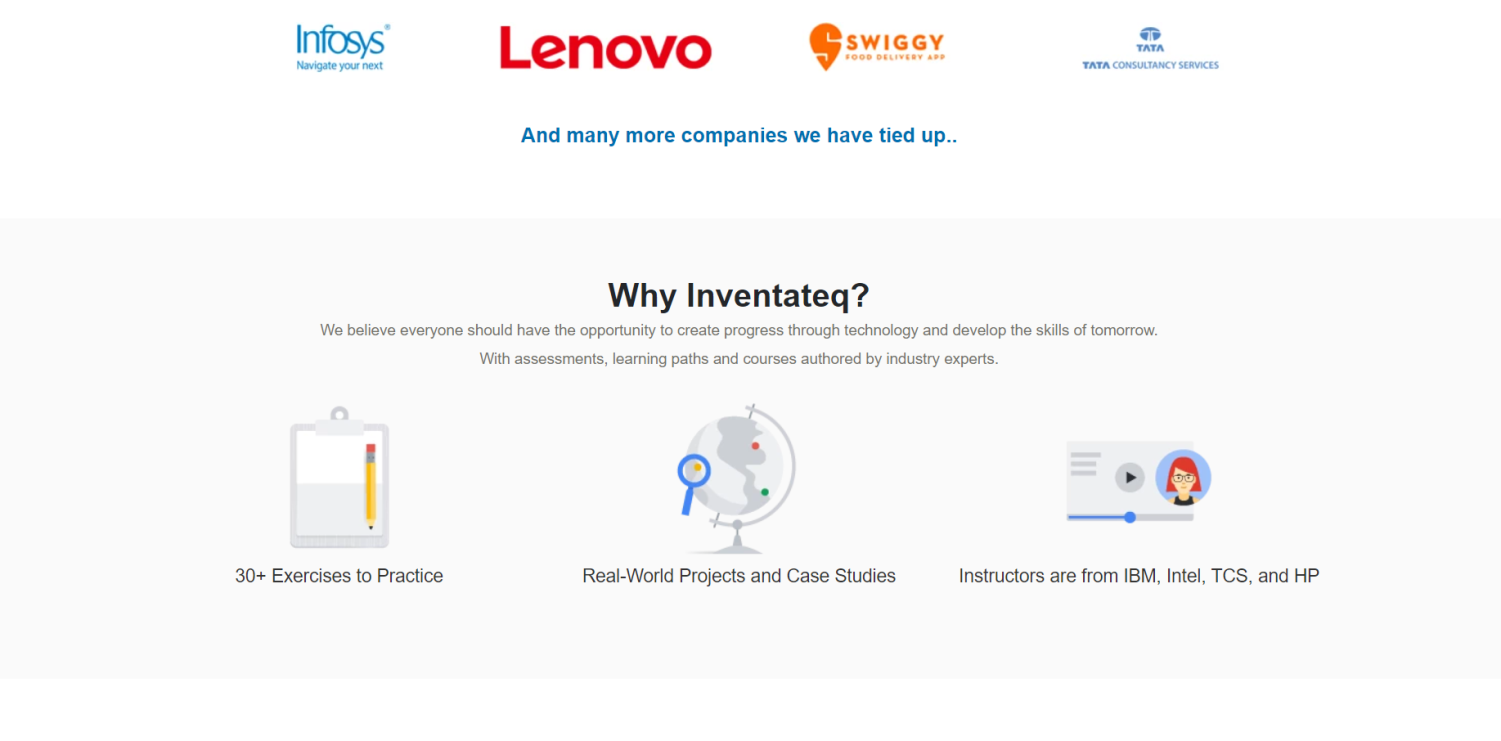 Infosys®
Navigate your next
Lenovo
SWIGGY
FOOD DELIVERY APP
TATA
TATA CONSULTANCY SERVICES
And many more companies we have tied up..
Why Inventateq?
We believe everyone should have the opportunity to create progress through technology and develop the skills of tomorrow.
With assessments, learning paths and courses authored by industry experts.
30+ Exercises to Practice
Real-World Projects and Case Studies
Instructors are from IBM, Intel, TCS, and HP